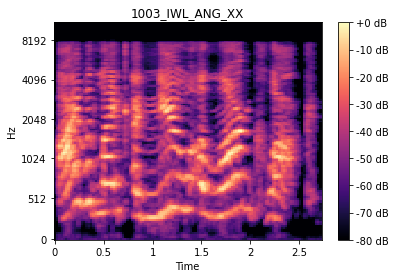 1003_IWL_ANG_XX
8192
4096
2048
1024
512
0
Hz
0
0.5
1
1.5
2
2.5
Time
+0 dB
-10 dB
-20 dB
-30 dB
-40 dB
-50 dB
-60 dB
-70 dB
-80 dB